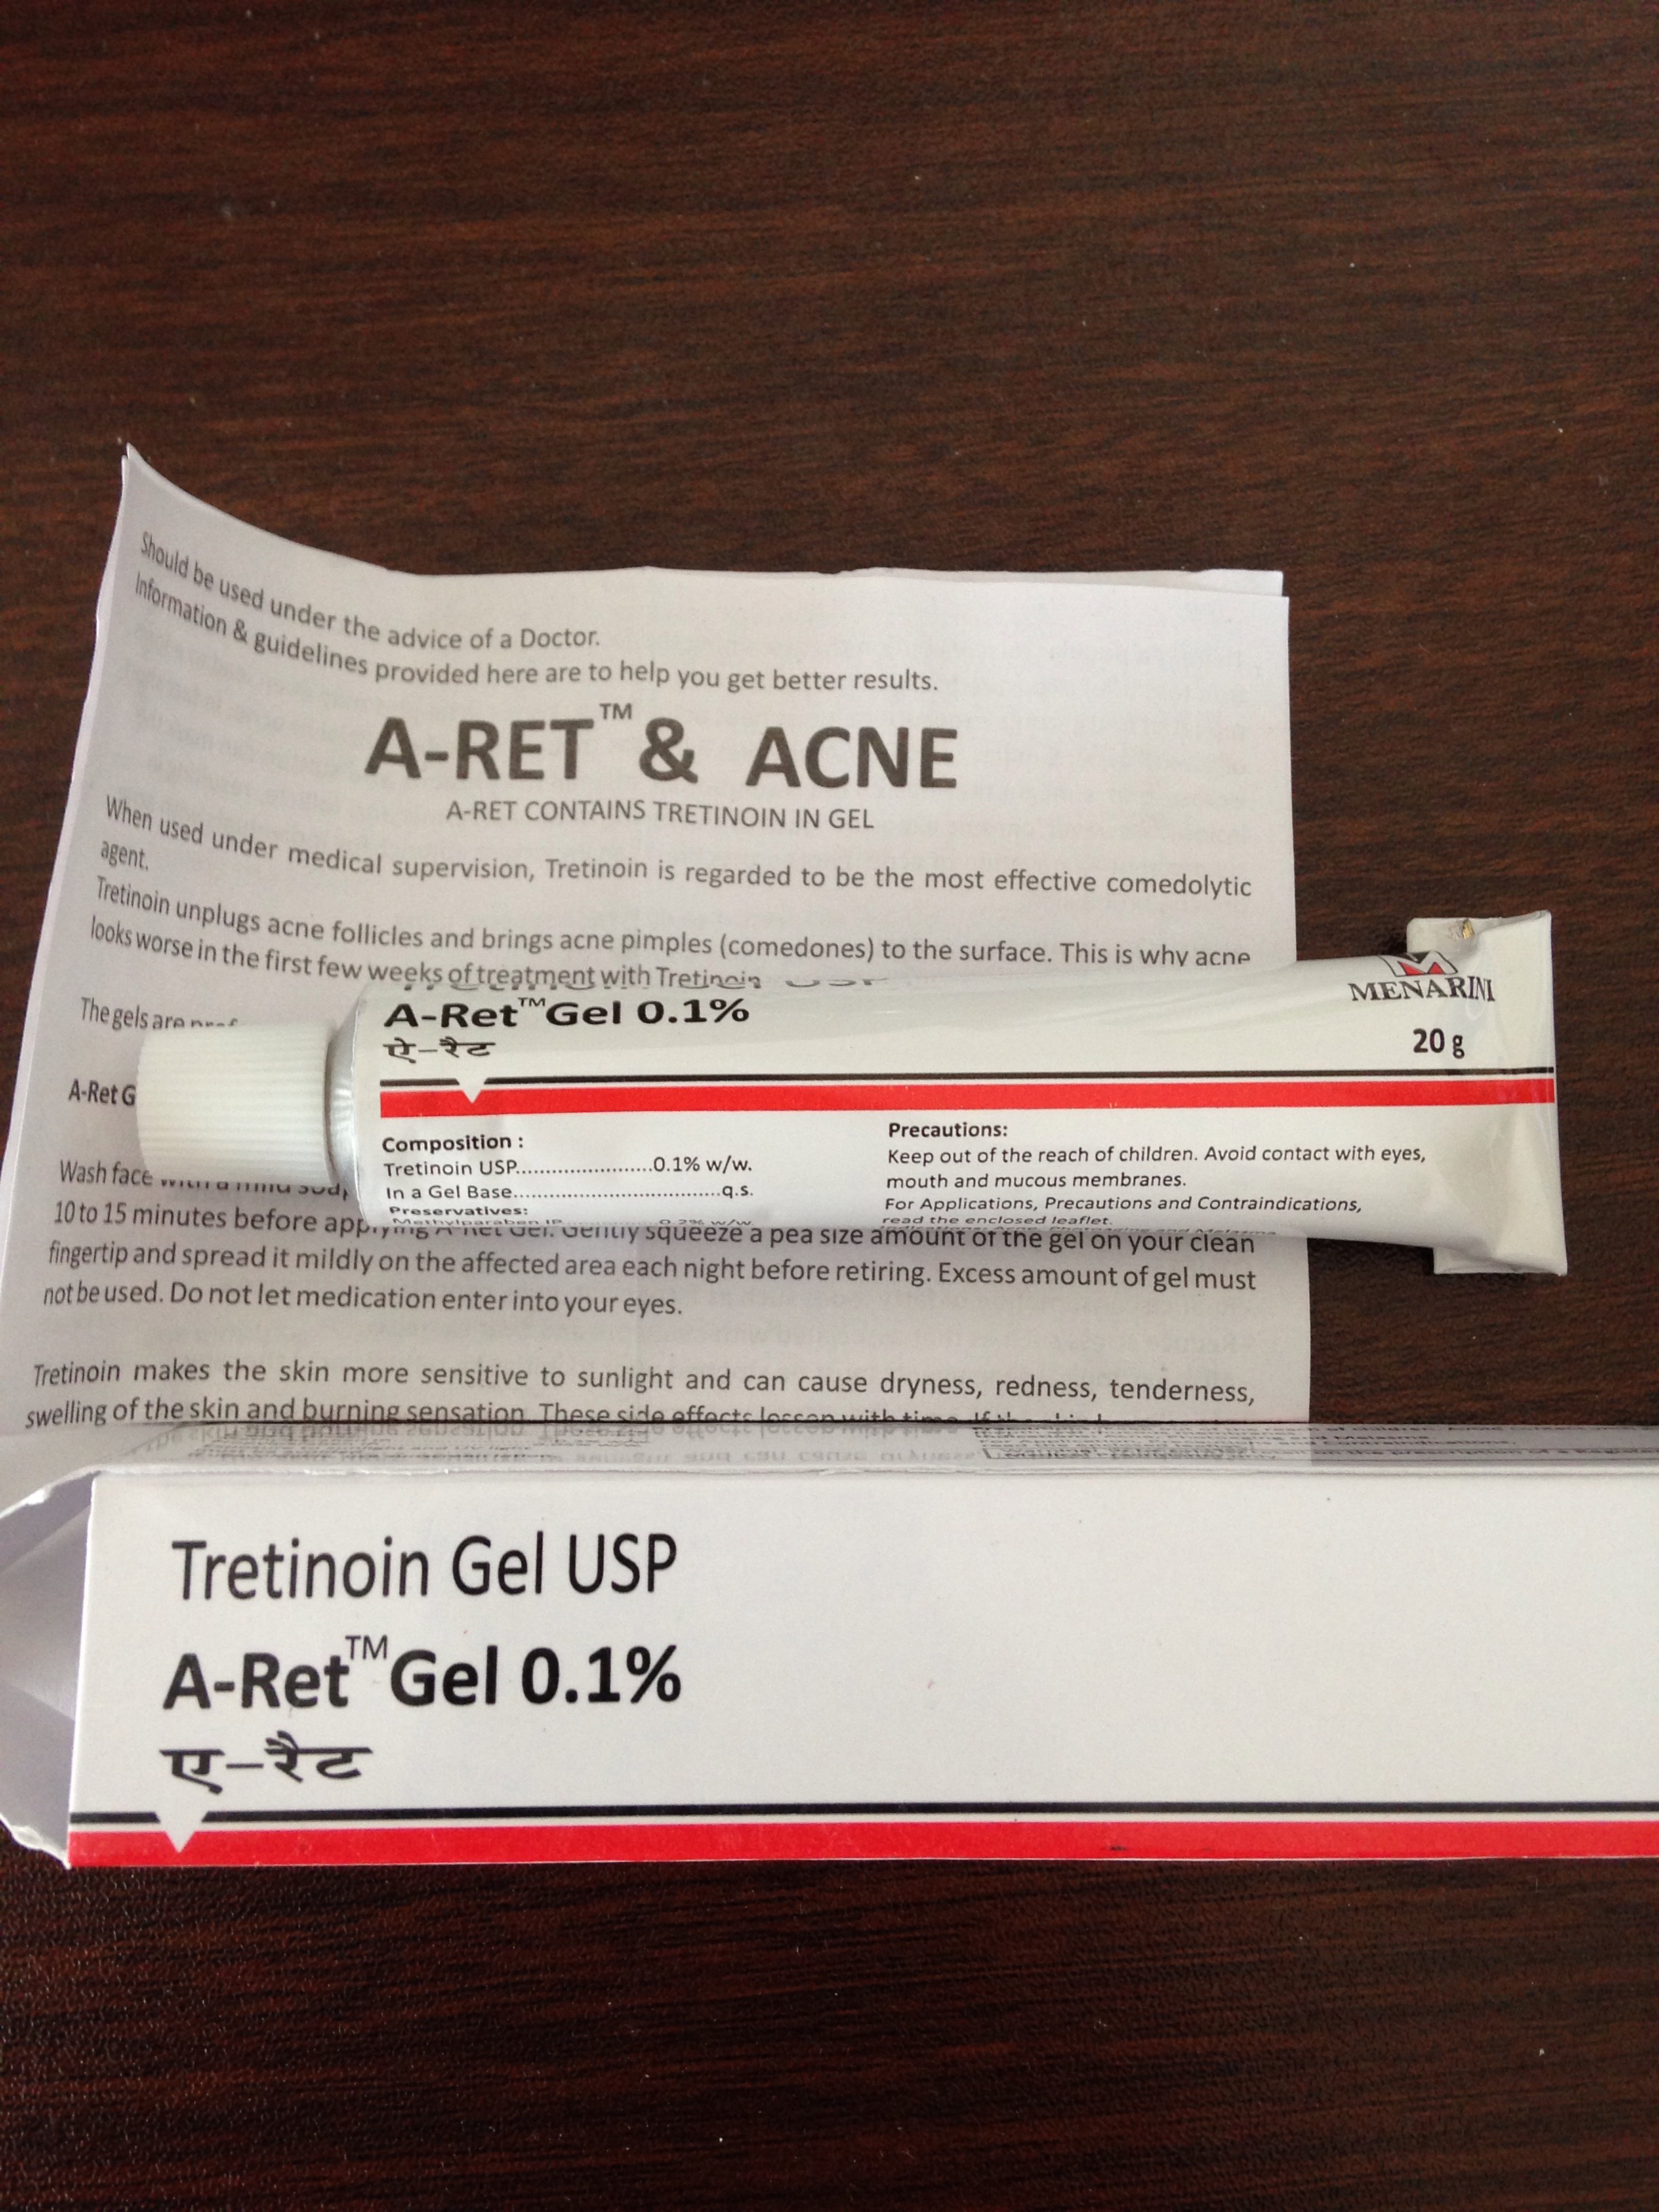 Should be used under the advice of a Doctor.
Information & guidelines provided here are to help you get better results.
A-RET™ & ACNE
A-RET CONTAINS TRETINOIN IN GEL
When used under medical supervision, Tretinoin is regarded to be the most effective comedolytic
agent.
Tretinoin unplugs acne follicles and brings acne pimples (comedones) to the surface. This is why acne
looks worse in the first few weeks of treatment with Tretinoin
The gels are
A-Ret G
A-Ret™ Gel 0.1%
ऐ-रैट
MENARINI
20 g
Composition :
Tretinoin USP......................0.1% w/w.
In a Gel Base..................................q.s.
Preservatives:
Methylparaben IP 0.2% w/w.
Precautions:
Keep out of the reach of children. Avoid contact with eyes,
mouth and mucous membranes.
For Applications, Precautions and Contraindications,
read the enclosed leaflet.
Wash face with a mild
10 to 15 minutes before applying A-Ret Gel. Gently squeeze a pea size amount of the gel on your clean
fingertip and spread it mildly on the affected area each night before retiring. Excess amount of gel must
not be used. Do not let medication enter into your eyes.
Tretinoin makes the skin more sensitive to sunlight and can cause dryness, redness, tenderness,
swelling of the skin and burning sensation. These side effects lessen with time.
Tretinoin Gel USP
A-Ret™ Gel 0.1%
ए-रैट